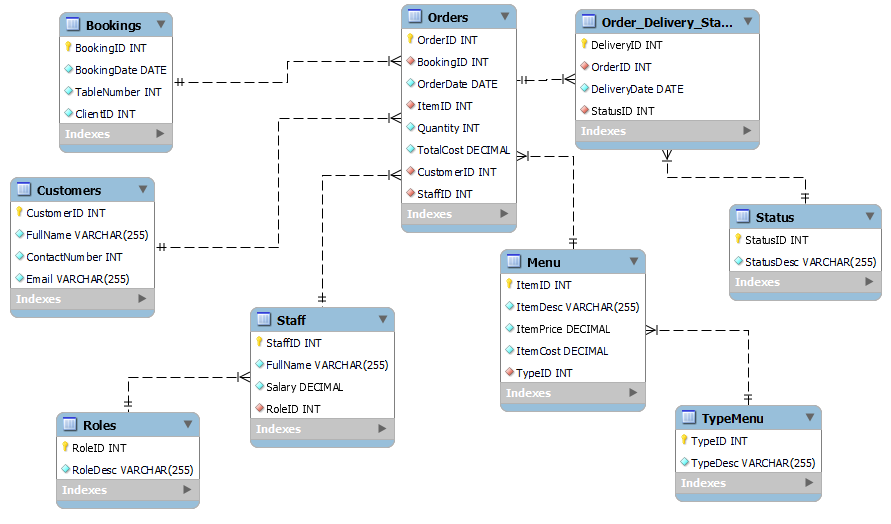 Bookings
BookingID INT
BookingDate DATE
TableNumber INT
ClientID INT
Indexes
Orders
OrderID INT
BookingID INT
OrderDate DATE
ItemID INT
Quantity INT
TotalCost DECIMAL
CustomerID INT
StaffID INT
Indexes
Order_Delivery_Sta...
DeliveryID INT
OrderID INT
DeliveryDate DATE
StatusID INT
Indexes
Customers
CustomerID INT
FullName VARCHAR(255)
ContactNumber INT
Email VARCHAR(255)
Indexes
Status
StatusID INT
StatusDesc VARCHAR(255)
Indexes
Menu
ItemID INT
ItemDesc VARCHAR(255)
ItemPrice DECIMAL
ItemCost DECIMAL
TypeID INT
Indexes
Staff
StaffID INT
FullName VARCHAR(255)
Salary DECIMAL
RoleID INT
Indexes
Roles
RoleID INT
RoleDesc VARCHAR(255)
Indexes
TypeMenu
TypeID INT
TypeDesc VARCHAR(255)
Indexes